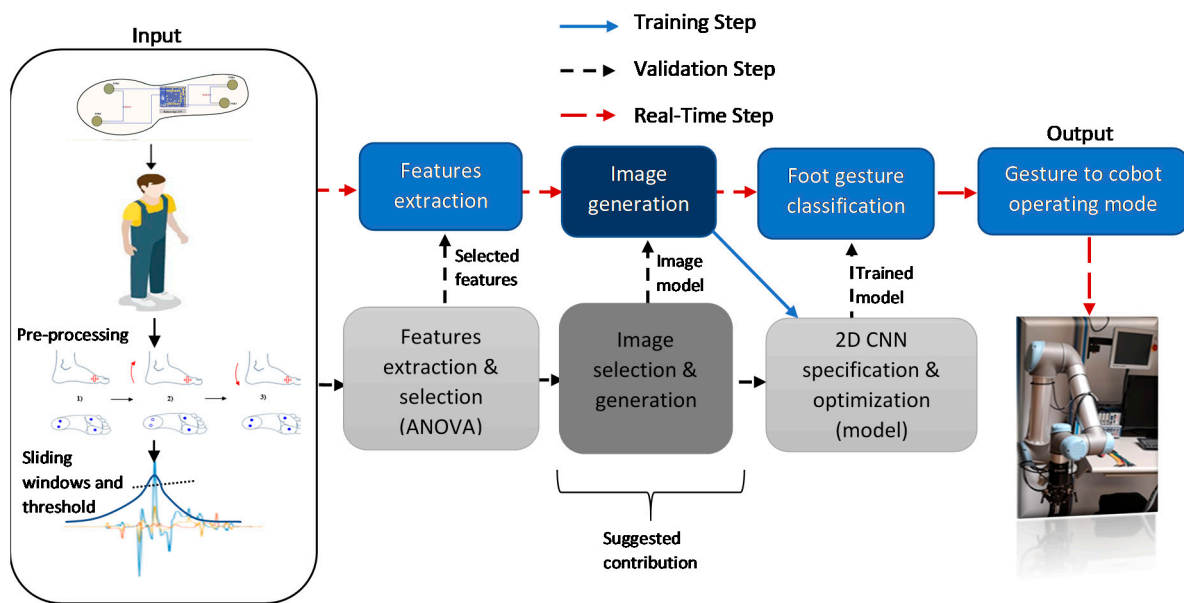 Input
Training Step
Validation Step
Real-Time Step
Output
Features
extraction
Image
generation
Foot gesture
classification
Gesture to cobot
operating mode
Selected
features
Image
model
Trained
model
Pre-processing
1)
2)
3)
Features
extraction &
selection
(ANOVA)
Image
selection &
generation
2D CNN
specification &
optimization
(model)
Sliding
windows and
threshold
Suggested
contribution